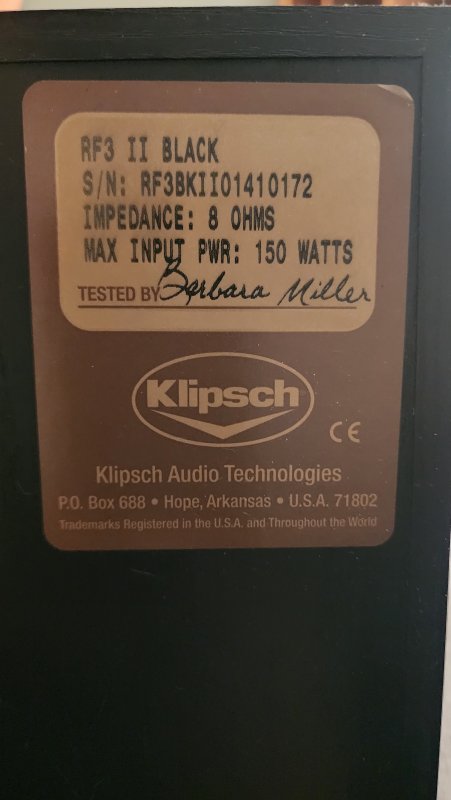 RF3 II BLACK
S/N: RF3BKII01410172
IMPEDANCE: 8 OHMS
MAX INPUT PWR: 150 WATTS
TESTED BY Barbara Miller
Klipsch
CE
Klipsch Audio Technologies
P.O. Box 688 • Hope, Arkansas • U.S.A. 71802
Trademarks Registered in the U.S.A. and Throughout the World